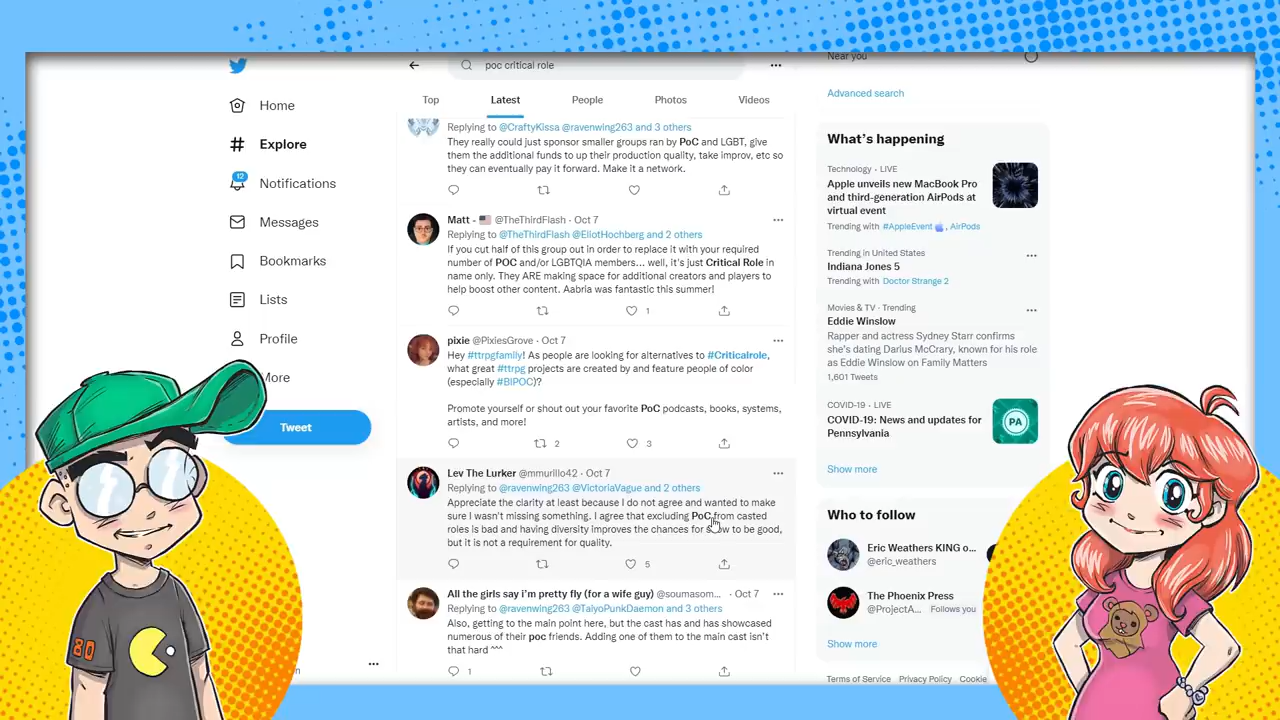 poc critical role
Near you
Home
Explore
12
Notifications
Messages
Bookmarks
Lists
Profile
More
Tweet
Top
Latest
People
Photos
Videos
Replying to @CraftyKissa @ravenwing263 and 3 others
They really could just sponsor smaller groups ran by PoC and LGBT, give
them the additional funds to up their production quality, take improv, etc so
they can eventually pay it forward. Make it a network.
Matt - @TheThirdFlash · Oct 7
Replying to @TheThirdFlash @EliotHochberg and 2 others
If you cut half of this group out in order to replace it with your required
number of POC and/or LGBTQIA members... well, it's just Critical Role in
name only. They ARE making space for additional creators and players to
help boost other content. Aabria was fantastic this summer!
1
pixie @PixiesGrove · Oct 7
Hey #ttrpgfamily! As people are looking for alternatives to #Criticalrole,
what great #ttrpg projects are created by and feature people of color
(especially #BIPOC)?
Promote yourself or shout out your favorite PoC podcasts, books, systems,
artists, and more!
2
3
Lev The Lurker @mmurillo42 · Oct 7
Replying to @ravenwing263 @VictoriaVague and 2 others
Appreciate the clarity at least because I do not agree and wanted to make
sure I wasn't missing something. I agree that excluding PoC from casted
roles is bad and having diversity improves the chances for show to be good,
but it is not a requirement for quality.
5
All the girls say i'm pretty fly (for a wife guy) @soumasom... · Oct 7
Replying to @ravenwing263 @TaiyoPunkDaemon and 3 others
Also, getting to the main point here, but the cast has and has showcased
numerous of their poc friends. Adding one of them to the main cast isn't
that hard ^^^
1
Advanced search
What's happening
Technology · LIVE
Apple unveils new MacBook Pro
and third-generation AirPods at
virtual event
Trending with #AppleEvent, AirPods
Trending in United States
Indiana Jones 5
Trending with Doctor Strange 2
Movies & TV · Trending
Eddie Winslow
Rapper and actress Sydney Starr confirms
she's dating Darius McCrary, known for his role
as Eddie Winslow on Family Matters
1,601 Tweets
COVID-19 · LIVE
COVID-19: News and updates for
Pennsylvania
PA
Show more
Who to follow
Eric Weathers KING o...
@eric_weathers
The Phoenix Press
@ProjectA... Follows you
Show more
Terms of Service Privacy Policy Cookie
80